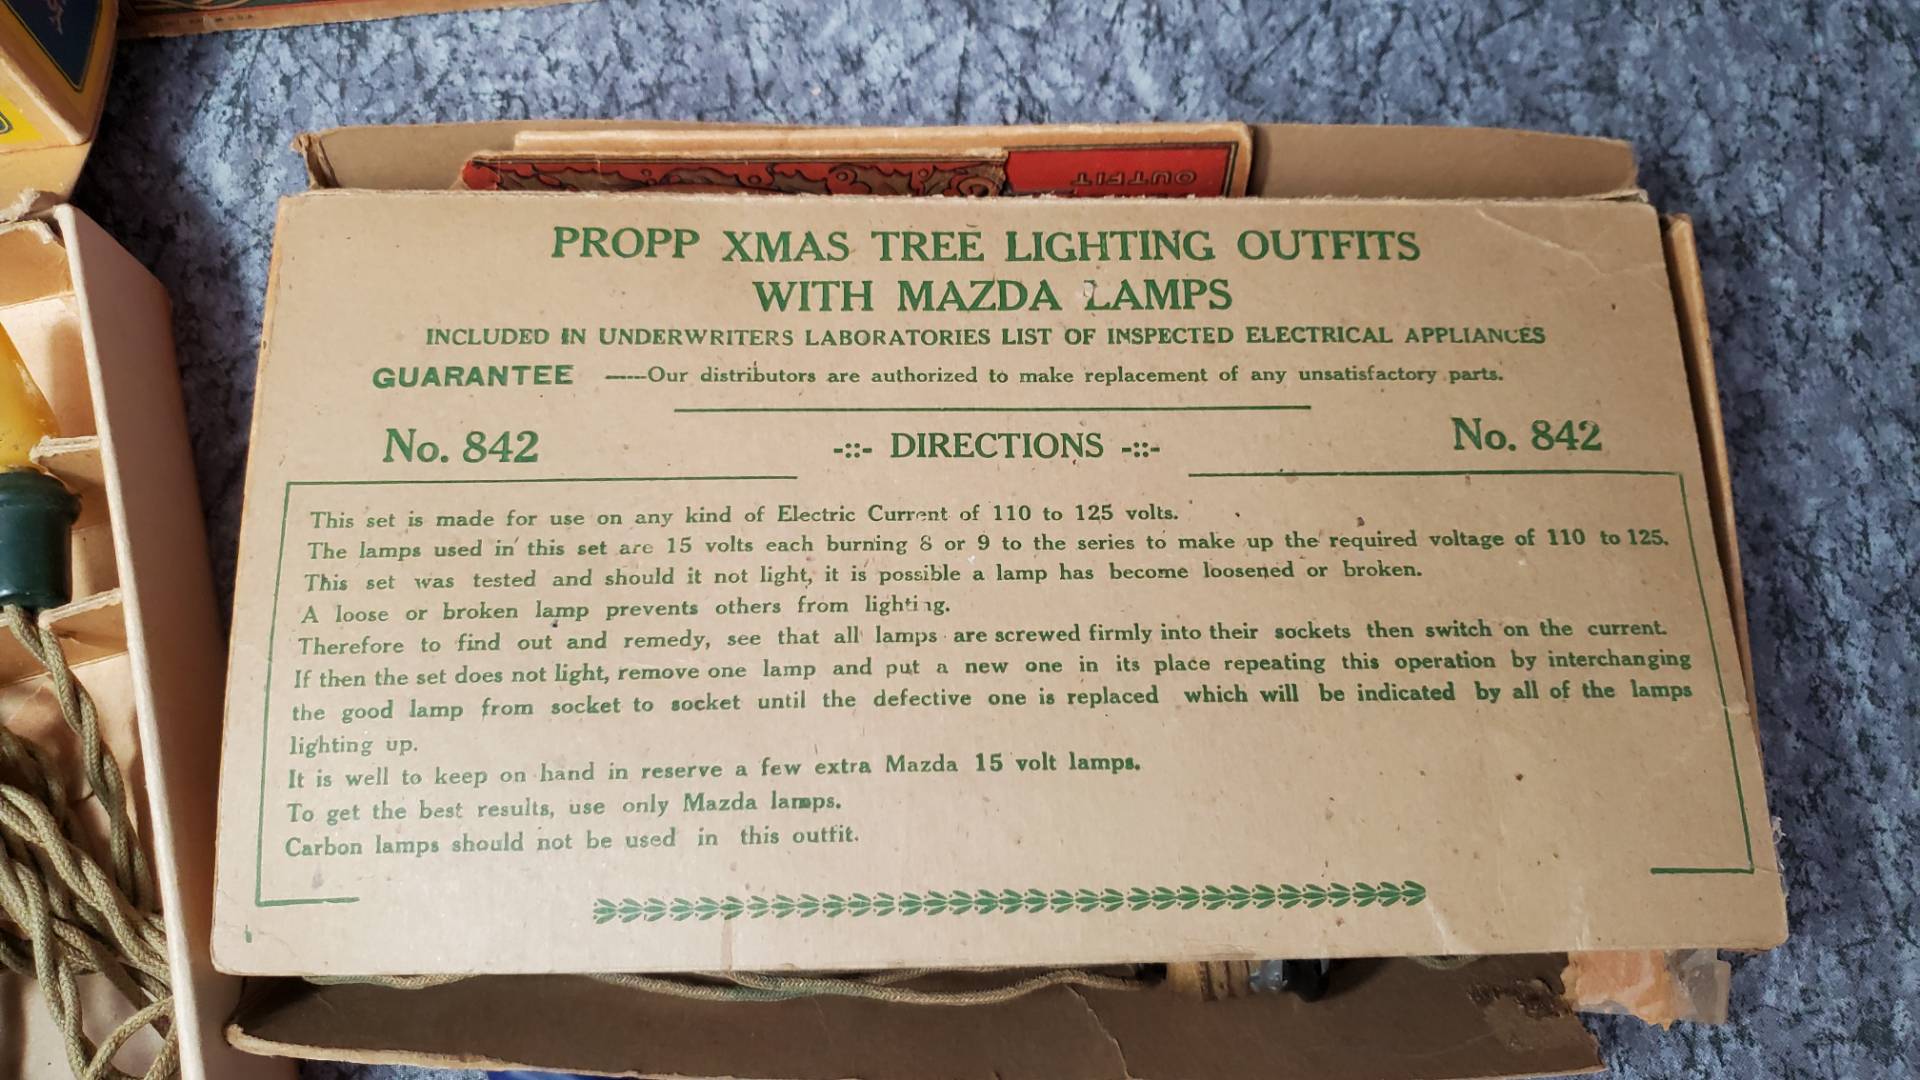 OUTFIT
PROPP XMAS TREE LIGHTING OUTFITS
WITH MAZDA LAMPS
INCLUDED IN UNDERWRITERS LABORATORIES LIST OF INSPECTED ELECTRICAL APPLIANCES
GUARANTEE -----Our distributors are authorized to make replacement of any unsatisfactory parts.
No. 842 -::- DIRECTIONS -::- No. 842
This set is made for use on any kind of Electric Current of 110 to 125 volts.
The lamps used in this set are 15 volts each burning 8 or 9 to the series to make up the required voltage of 110 to 125.
This set was tested and should it not light, it is possible a lamp has become loosened or broken.
A loose or broken lamp prevents others from lighting.
Therefore to find out and remedy, see that all lamps are screwed firmly into their sockets then switch on the current.
If then the set does not light, remove one lamp and put a new one in its place repeating this operation by interchanging
the good lamp from socket to socket until the defective one is replaced which will be indicated by all of the lamps
lighting up.
It is well to keep on hand in reserve a few extra Mazda 15 volt lamps.
To get the best results, use only Mazda lamps.
Carbon lamps should not be used in this outfit.